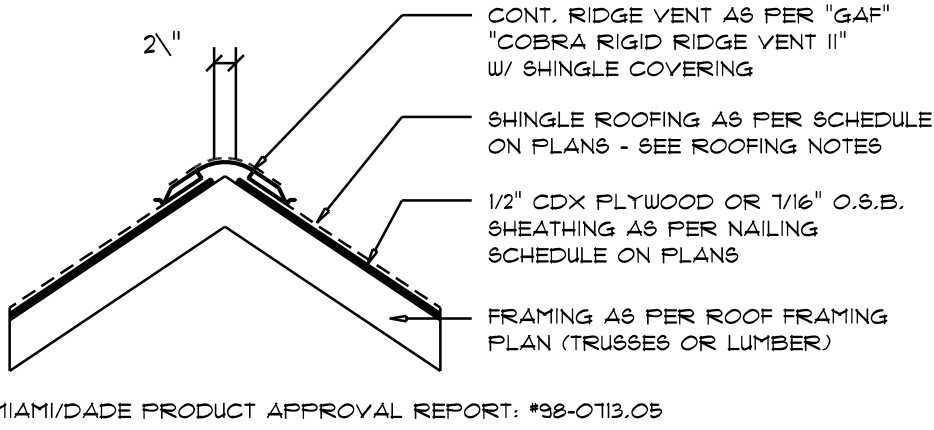 2\"
CONT. RIDGE VENT AS PER "GAF"
"COBRA RIGID RIDGE VENT II"
W/ SHINGLE COVERING
SHINGLE ROOFING AS PER SCHEDULE
ON PLANS - SEE ROOFING NOTES
1/2" CDX PLYWOOD OR 7/16" O.S.B.
SHEATHING AS PER NAILING
SCHEDULE ON PLANS
FRAMING AS PER ROOF FRAMING
PLAN (TRUSSES OR LUMBER)
MIAMI/DADE PRODUCT APPROVAL REPORT: #98-0713.05